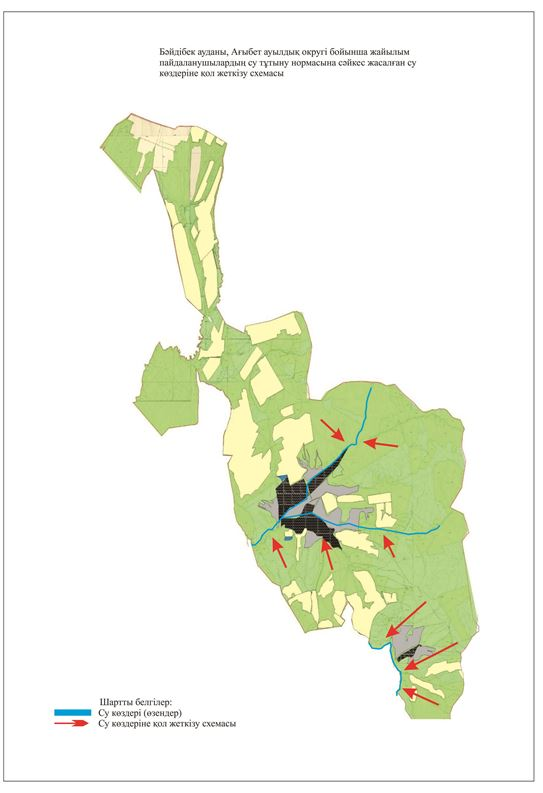 Бәйдібек ауданы, Ағыбет ауылдық округі бойынша жайылым
пайдаланушылардың су тұтыну нормасына сәйкес жасалған су
көздеріне қол жеткізу схемасы
Шартты белгілер:
Су көздері (өзендер)
Су көздеріне қол жеткізу схемасы